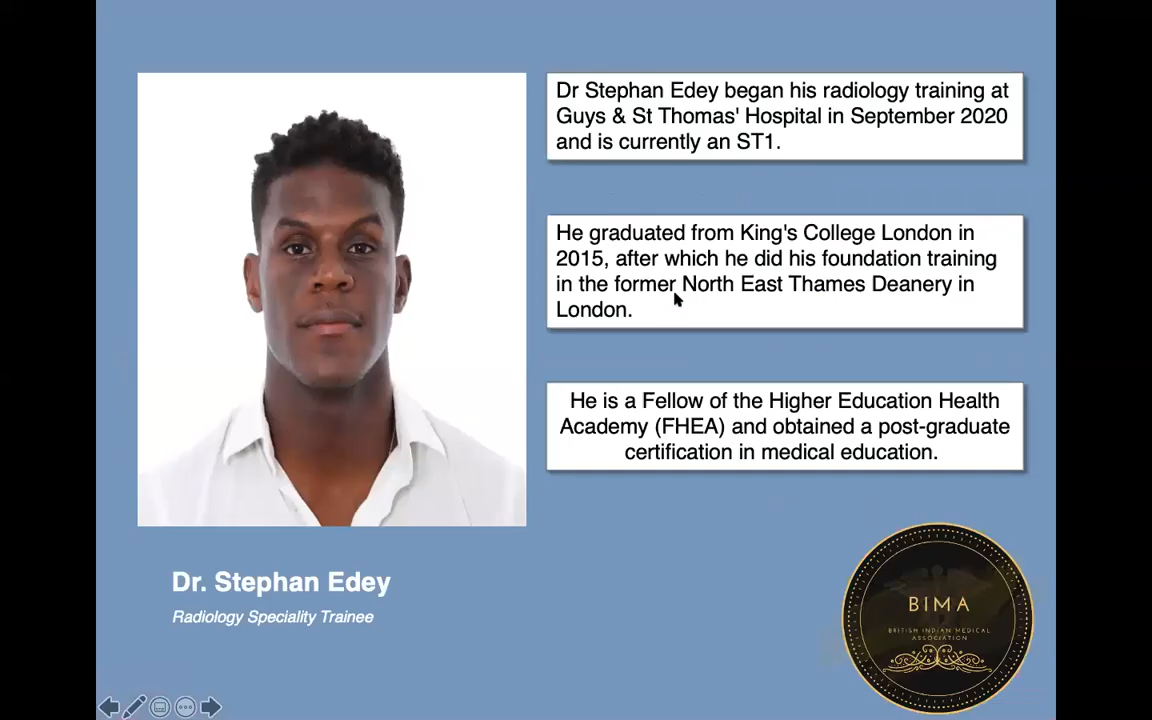 Dr Stephan Edey began his radiology training at
Guys & St Thomas' Hospital in September 2020
and is currently an ST1.
He graduated from King's College London in
2015, after which he did his foundation training
in the former North East Thames Deanery in
London.
He is a Fellow of the Higher Education Health
Academy (FHEA) and obtained a post-graduate
certification in medical education.
Dr. Stephan Edey
Radiology Speciality Trainee
BIMA
BRITISH INDIAN MEDICAL
ASSOCIATION